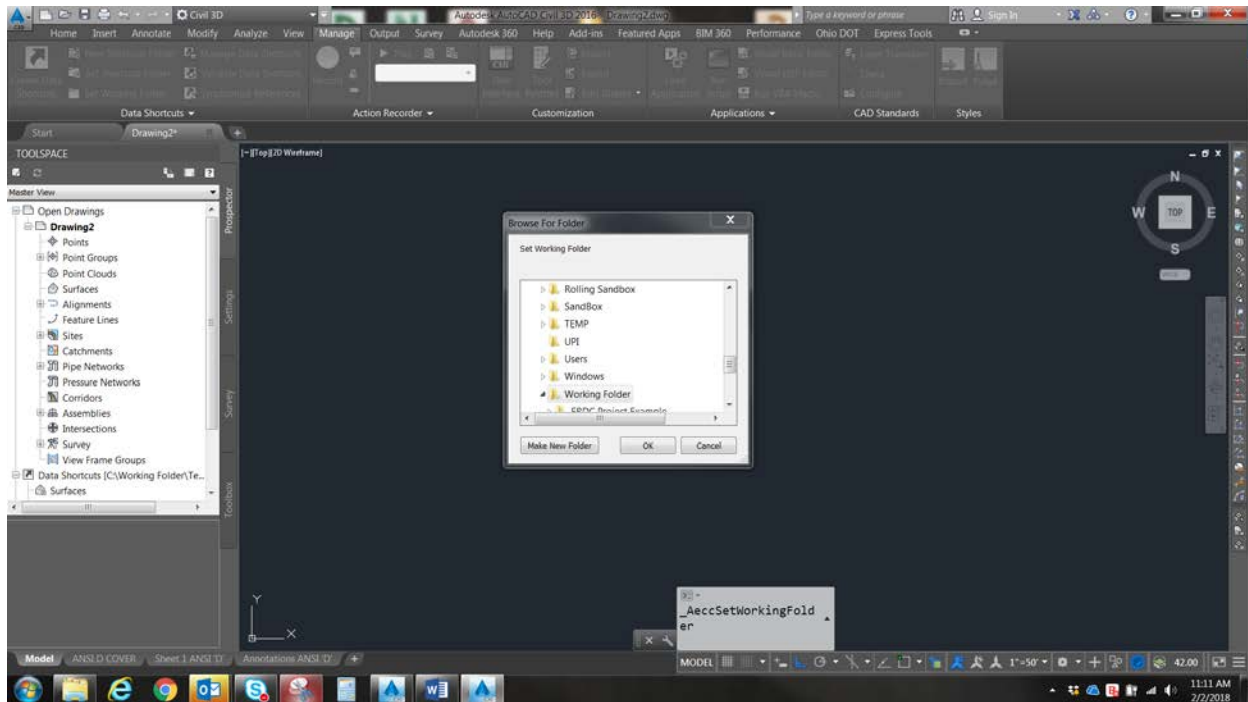 Civil 3D
Autodesk AutoCAD Civil 3D 2016 Drawing2.dwg
Type a keyword or phrase
Sign In
Home Insert Annotate Modify Analyze View Manage Output Survey Autodesk 360 Help Add-ins Featured Apps BIM 360 Performance Ohio DOT Express Tools
Data Shortcuts
Action Recorder
Customization
Applications
CAD Standards
Styles
Start
Drawing2*
TOOLSPACE
[−][Top][2D Wireframe]
Master View
Open Drawings
Drawing2
Points
Point Groups
Point Clouds
Surfaces
Alignments
Feature Lines
Sites
Catchments
Pipe Networks
Pressure Networks
Corridors
Assemblies
Intersections
Survey
View Frame Groups
Data Shortcuts [C:\Working Folder\Te...
Surfaces
Prospector
Settings
Survey
Toolbox
Browse For Folder
Set Working Folder
Rolling Sandbox
SandBox
TEMP
UPI
Users
Windows
Working Folder
Make New Folder
OK
Cancel
N
W TOP E
S
Y
X
_AeccSetWorkingFold
er
Model ANSI D COVER Sheet 1 ANSI 'D' Annotations ANSI 'D'
MODEL
1"=50'
42.00
11:11 AM
2/2/2018